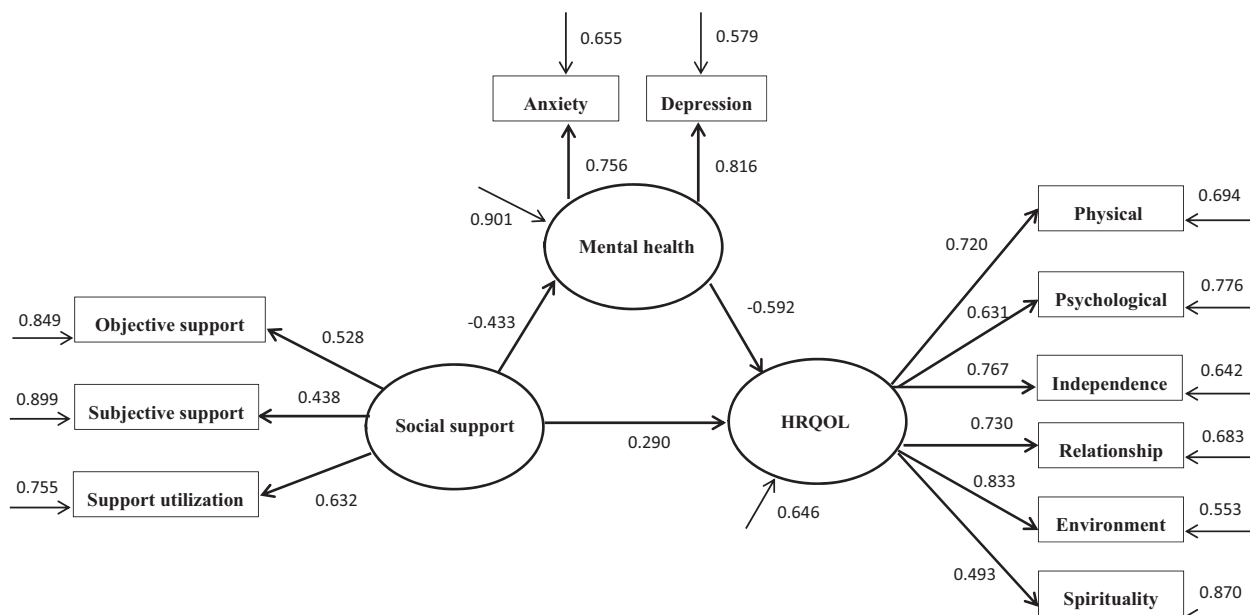 0.655
0.579
Anxiety
Depression
0.756
0.816
0.901
Mental health
Physical
0.694
0.720
Psychological
0.776
0.631
-0.433
-0.592
0.849
Objective support
0.528
Independence
0.642
0.767
0.899
Subjective support
0.438
Social support
HRQOL
0.290
0.730
Relationship
0.683
0.755
Support utilization
0.632
0.646
0.833
Environment
0.553
0.493
Spirituality
0.870